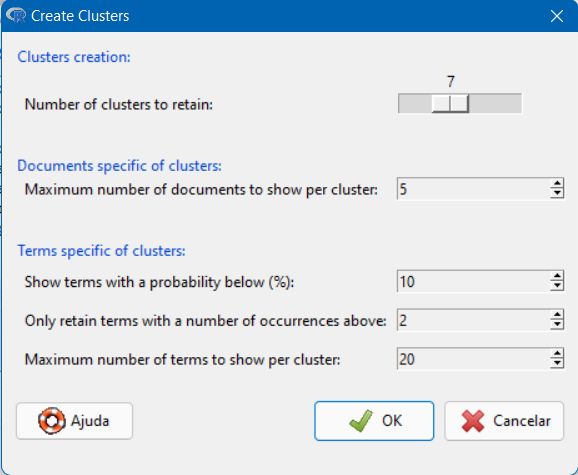 Create Clusters
Clusters creation:
7
Number of clusters to retain:
Documents specific of clusters:
Maximum number of documents to show per cluster: 5
Terms specific of clusters:
Show terms with a probability below (%): 10
Only retain terms with a number of occurrences above: 2
Maximum number of terms to show per cluster: 20
Ajuda OK Cancelar